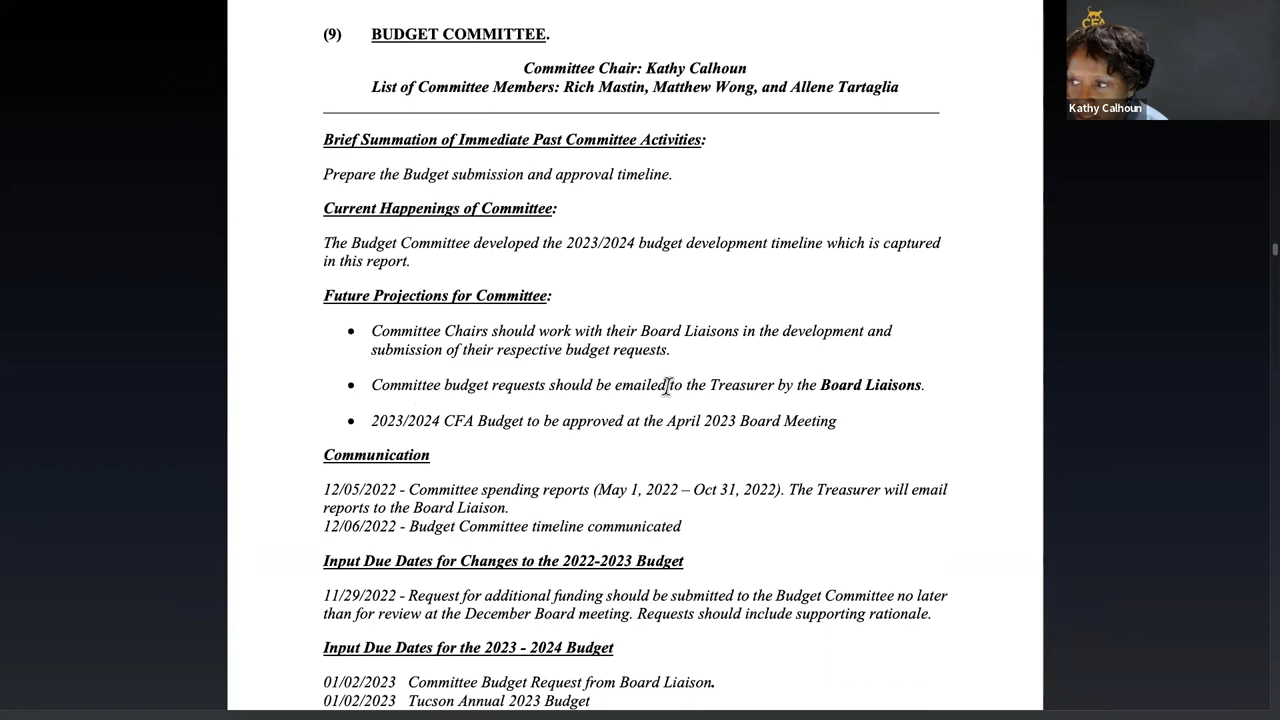 (9) BUDGET COMMITTEE.
Committee Chair: Kathy Calhoun
List of Committee Members: Rich Mastin, Matthew Wong, and Allene Tartaglia
Brief Summation of Immediate Past Committee Activities:
Prepare the Budget submission and approval timeline.
Current Happenings of Committee:
The Budget Committee developed the 2023/2024 budget development timeline which is captured
in this report.
Future Projections for Committee:
• Committee Chairs should work with their Board Liaisons in the development and
submission of their respective budget requests.
• Committee budget requests should be emailed to the Treasurer by the Board Liaisons.
• 2023/2024 CFA Budget to be approved at the April 2023 Board Meeting
Communication
12/05/2022 - Committee spending reports (May 1, 2022 – Oct 31, 2022). The Treasurer will email
reports to the Board Liaison.
12/06/2022 - Budget Committee timeline communicated
Input Due Dates for Changes to the 2022-2023 Budget
11/29/2022 - Request for additional funding should be submitted to the Budget Committee no later
than for review at the December Board meeting. Requests should include supporting rationale.
Input Due Dates for the 2023 - 2024 Budget
01/02/2023 Committee Budget Request from Board Liaison.
01/02/2023 Tucson Annual 2023 Budget
CFA
Kathy Calhoun